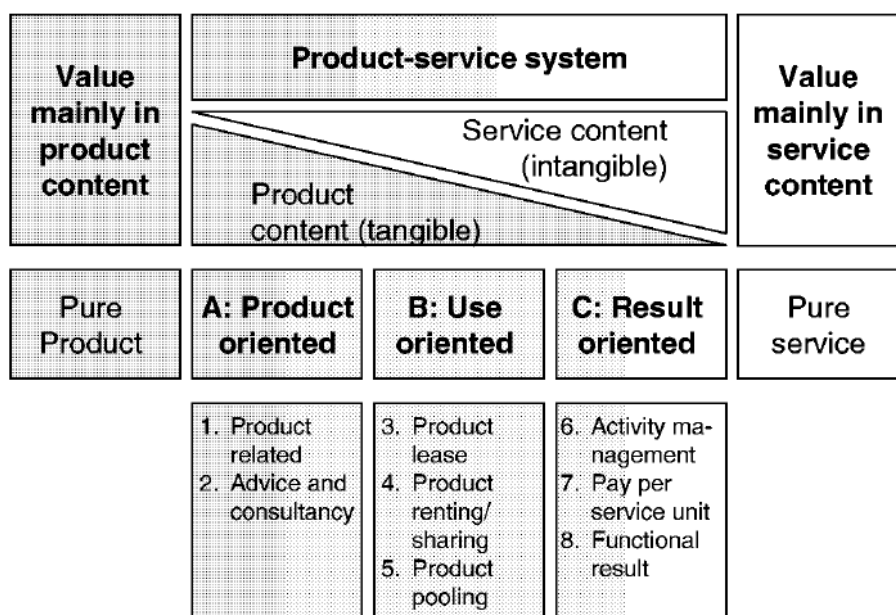 Value
mainly in
product
content
Product-service system
Service content
(intangible)
Product
content (tangible)
Value
mainly in
service
content
Pure
Product
A: Product
oriented
B: Use
oriented
C: Result
oriented
Pure
service
1. Product
related
2. Advice and
consultancy
3. Product
lease
4. Product
renting/
sharing
5. Product
pooling
6. Activity ma-
nagement
7. Pay per
service unit
8. Functional
result